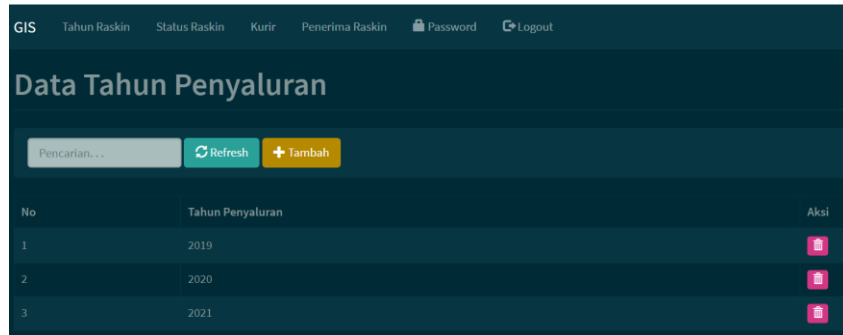 GIS Tahun Raskin Status Raskin Kurir Penerima Raskin Password Logout
Data Tahun Penyaluran
Pencarian... Refresh Tambah
No Tahun Penyaluran Aksi
1 2019
2 2020
3 2021